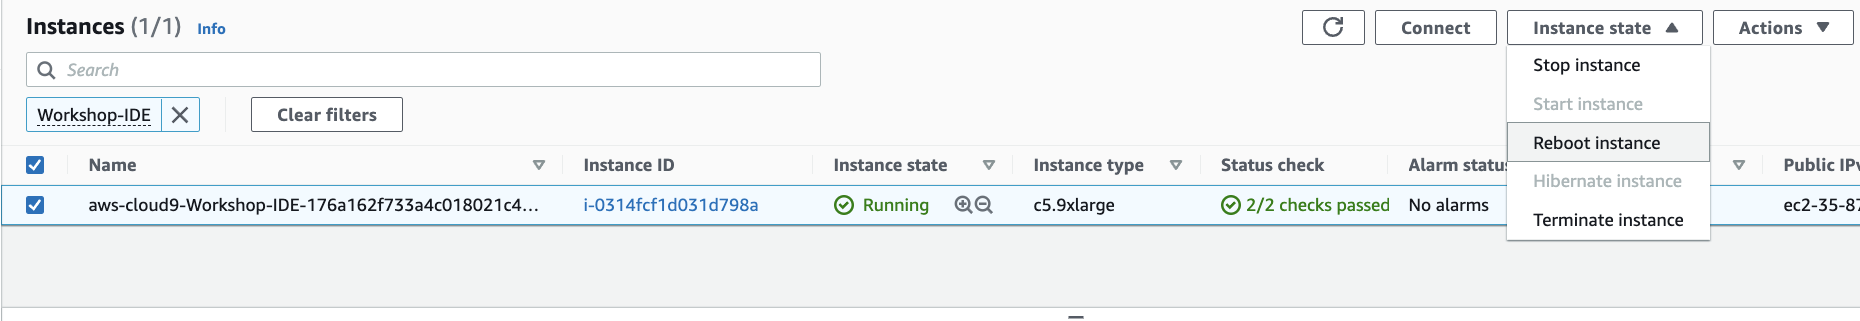 Instances (1/1) Info
Connect
Instance state
Actions
Search
Stop instance
Start instance
Workshop-IDE
Clear filters
Reboot instance
Name Instance ID Instance state Instance type Status check Alarm status Public IPv
Hibernate instance
aws-cloud9-Workshop-IDE-176a162f733a4c018021c4... i-0314fcf1d031d798a Running c5.9xlarge 2/2 checks passed No alarms ec2-35-87
Terminate instance